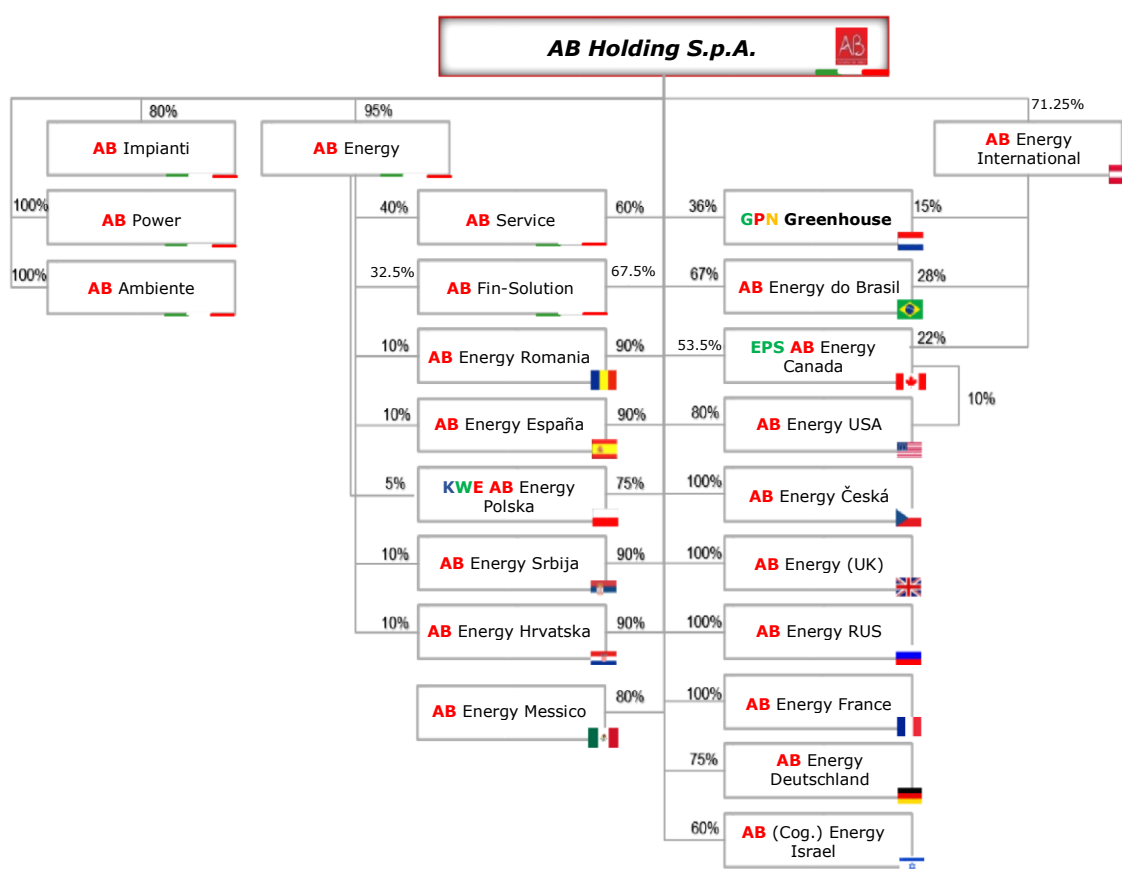 AB Holding S.p.A.
AB
80%
95%
71.25%
AB Impianti
AB Energy
AB Energy
International
100%
AB Power
40%
AB Service
60%
36%
GPN Greenhouse
15%
100%
AB Ambiente
32.5%
AB Fin-Solution
67.5%
67%
AB Energy do Brasil
28%
10%
AB Energy Romania
90%
53.5%
EPS AB Energy
Canada
22%
10%
10%
AB Energy España
90%
80%
AB Energy USA
5%
KWE AB Energy
Polska
75%
100%
AB Energy Česká
10%
AB Energy Srbija
90%
100%
AB Energy (UK)
10%
AB Energy Hrvatska
90%
100%
AB Energy RUS
AB Energy Messico
80%
100%
AB Energy France
75%
AB Energy
Deutschland
60%
AB (Cog.) Energy
Israel